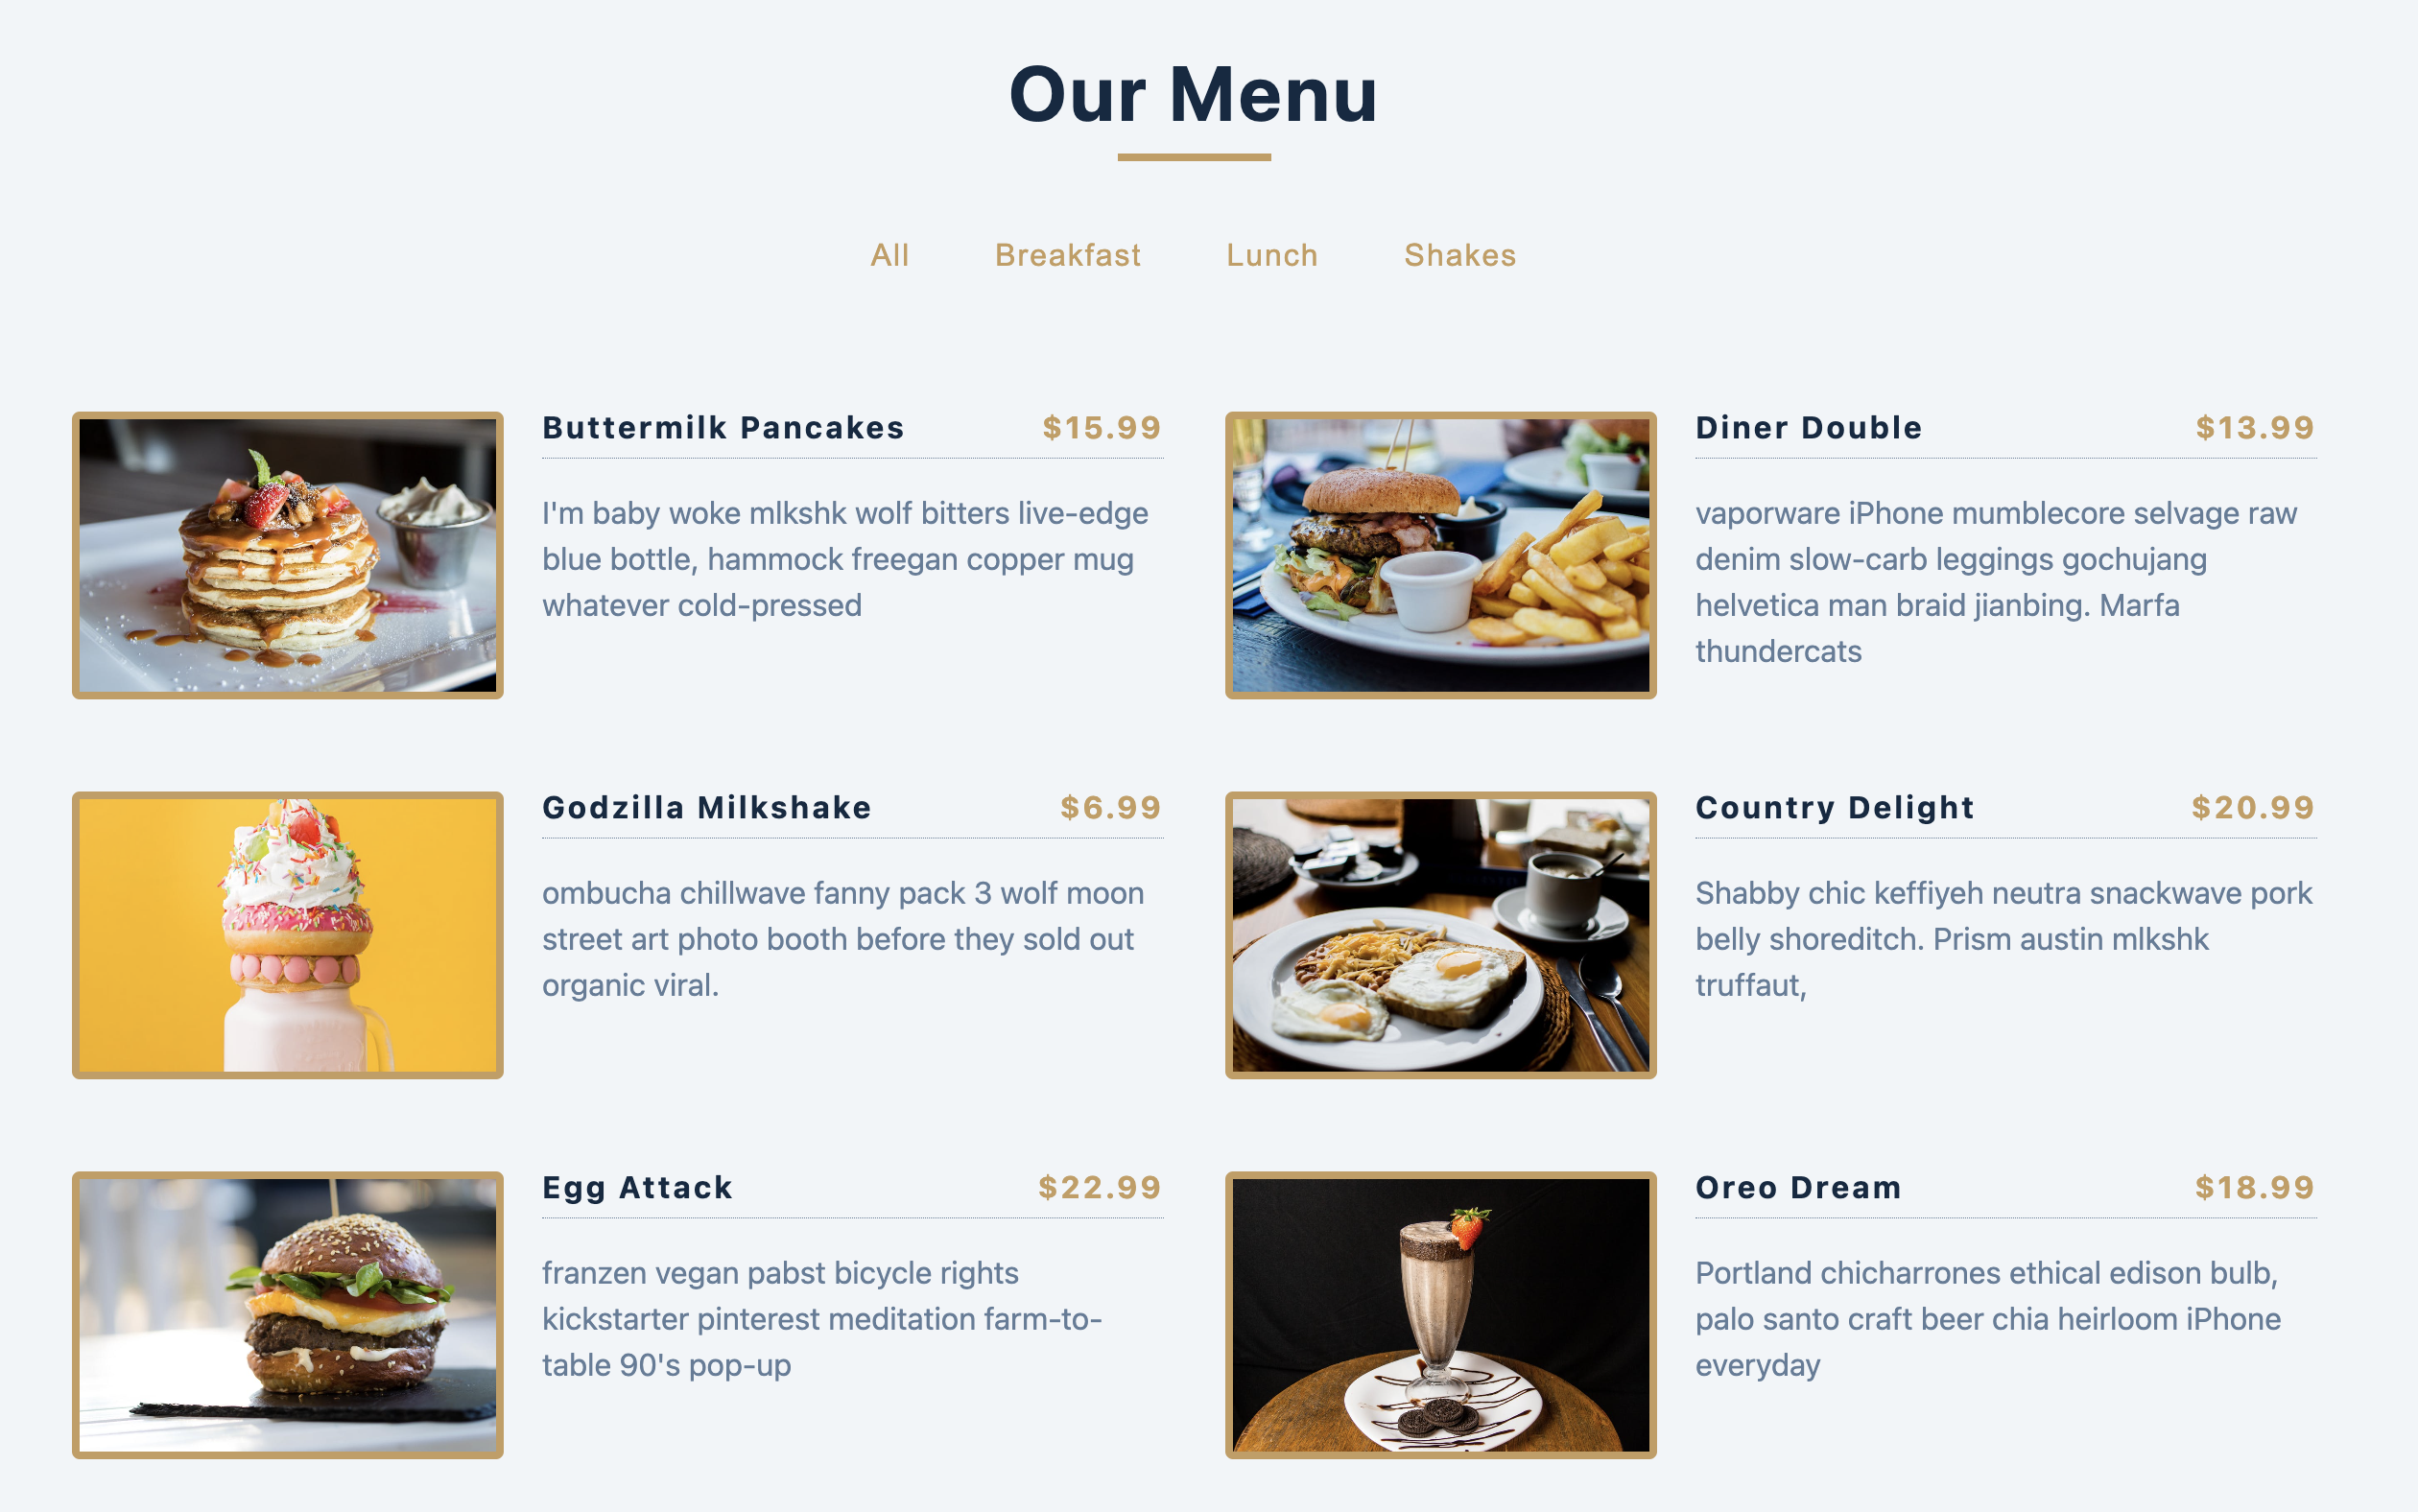 Our Menu
All Breakfast Lunch Shakes
Buttermilk Pancakes $15.99
I'm baby woke mlkshk wolf bitters live-edge
blue bottle, hammock freegan copper mug
whatever cold-pressed
Diner Double $13.99
vaporware iPhone mumblecore selvage raw
denim slow-carb leggings gochujang
helvetica man braid jianbing. Marfa
thundercats
Godzilla Milkshake $6.99
ombucha chillwave fanny pack 3 wolf moon
street art photo booth before they sold out
organic viral.
Country Delight $20.99
Shabby chic keffiyeh neutra snackwave pork
belly shoreditch. Prism austin mlkshk
truffaut,
Egg Attack $22.99
franzen vegan pabst bicycle rights
kickstarter pinterest meditation farm-to-
table 90's pop-up
Oreo Dream $18.99
Portland chicharrones ethical edison bulb,
palo santo craft beer chia heirloom iPhone
everyday